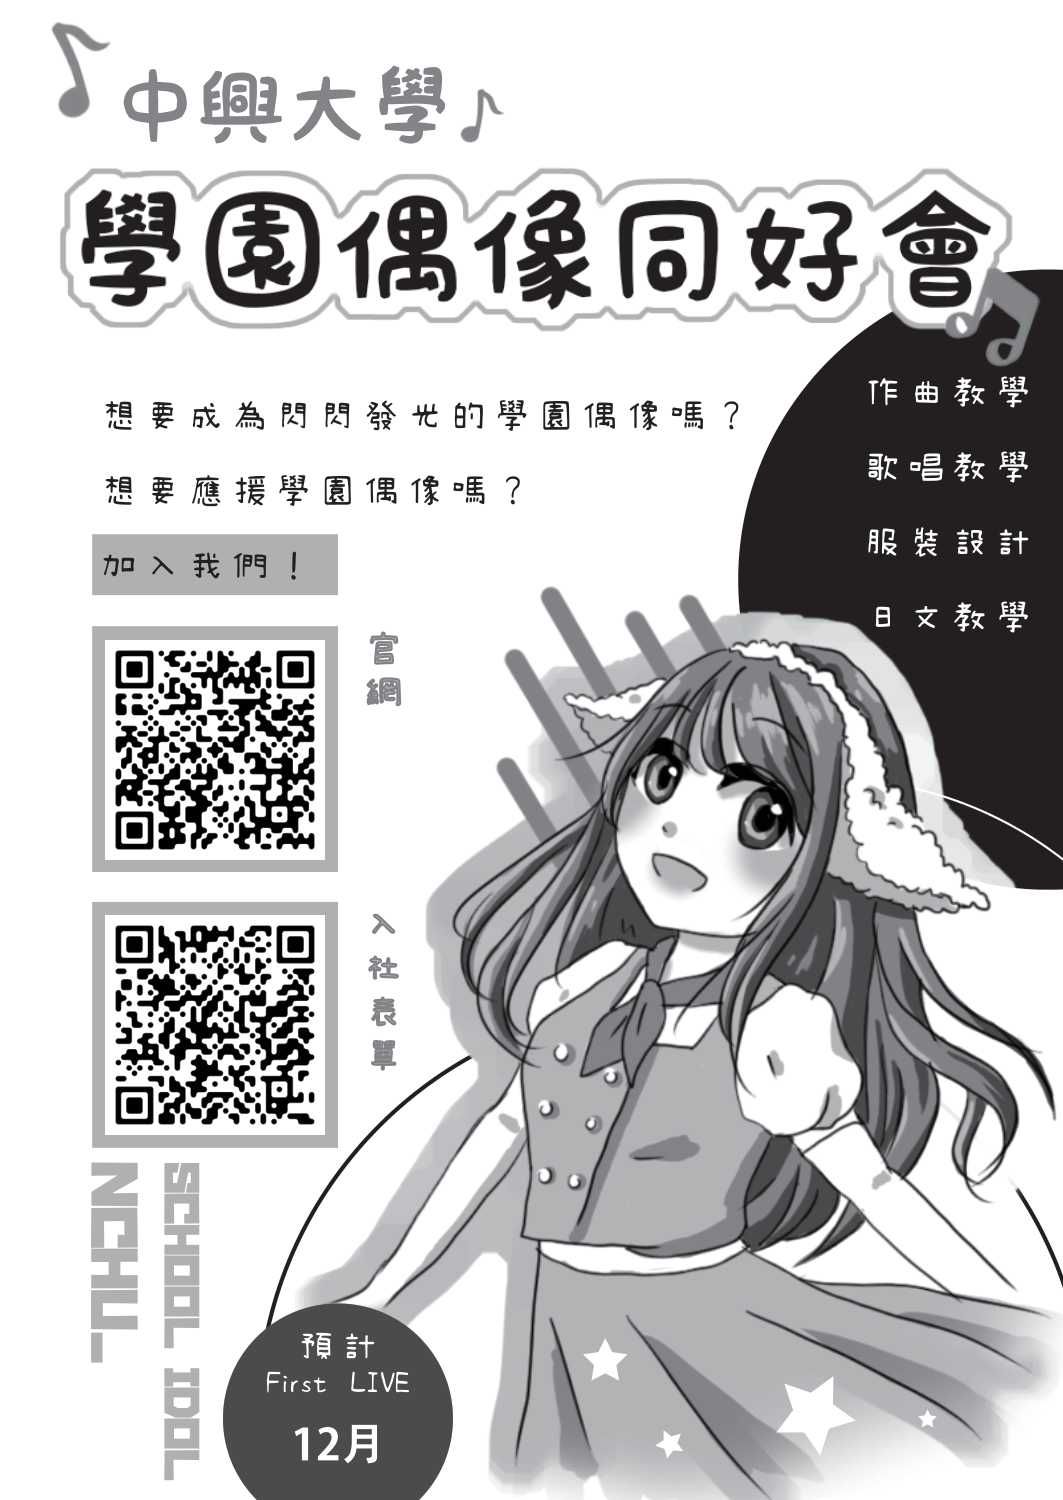 中興大學
學園偶像同好會
想要成為閃閃發光的學園偶像嗎？
想要應援學園偶像嗎？
加入我們！
作曲教學
歌唱教學
服裝設計
日文教學
官網
入社表單
NCHU_
SCHOOL IDOL
預計
First LIVE
12月